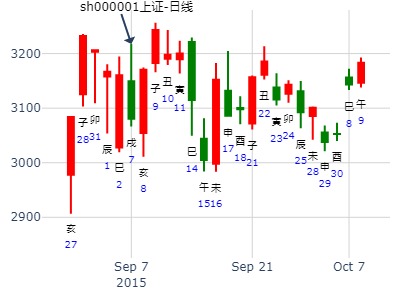 sh000001上证-日线
3200
3100
3000
2900
27
亥
28
子
31
卯
1
辰
2
巳
7
戌
8
亥
9
子
10
丑
11
寅
14
巳
15
午
16
未
17
申
18
酉
21
子
22
丑
23
寅
24
卯
25
辰
28
未
29
申
30
酉
8
巳
9
午
Sep 7
2015
Sep 21
Oct 7